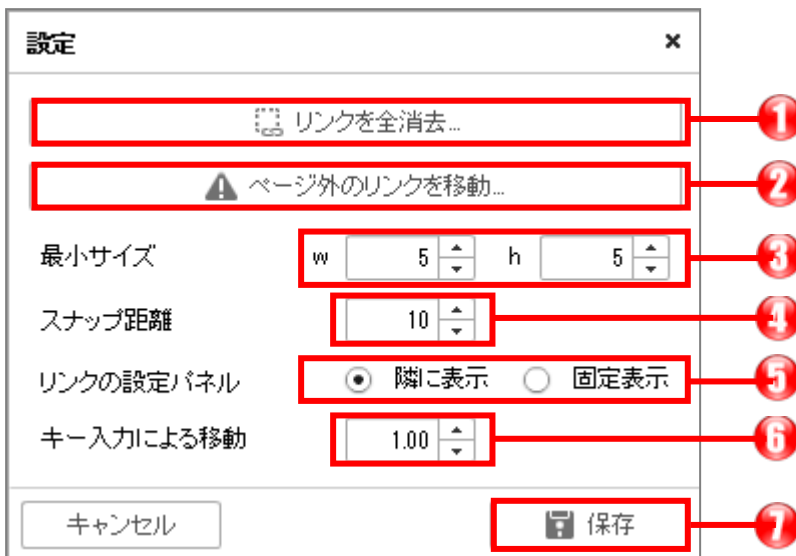 設定 ×
リンクを全消去... 1
ページ外のリンクを移動... 2
最小サイズ w 5 h 5 3
スナップ距離 10 4
リンクの設定パネル 隣に表示 固定表示 5
キー入力による移動 1.00 6
キャンセル 保存 7